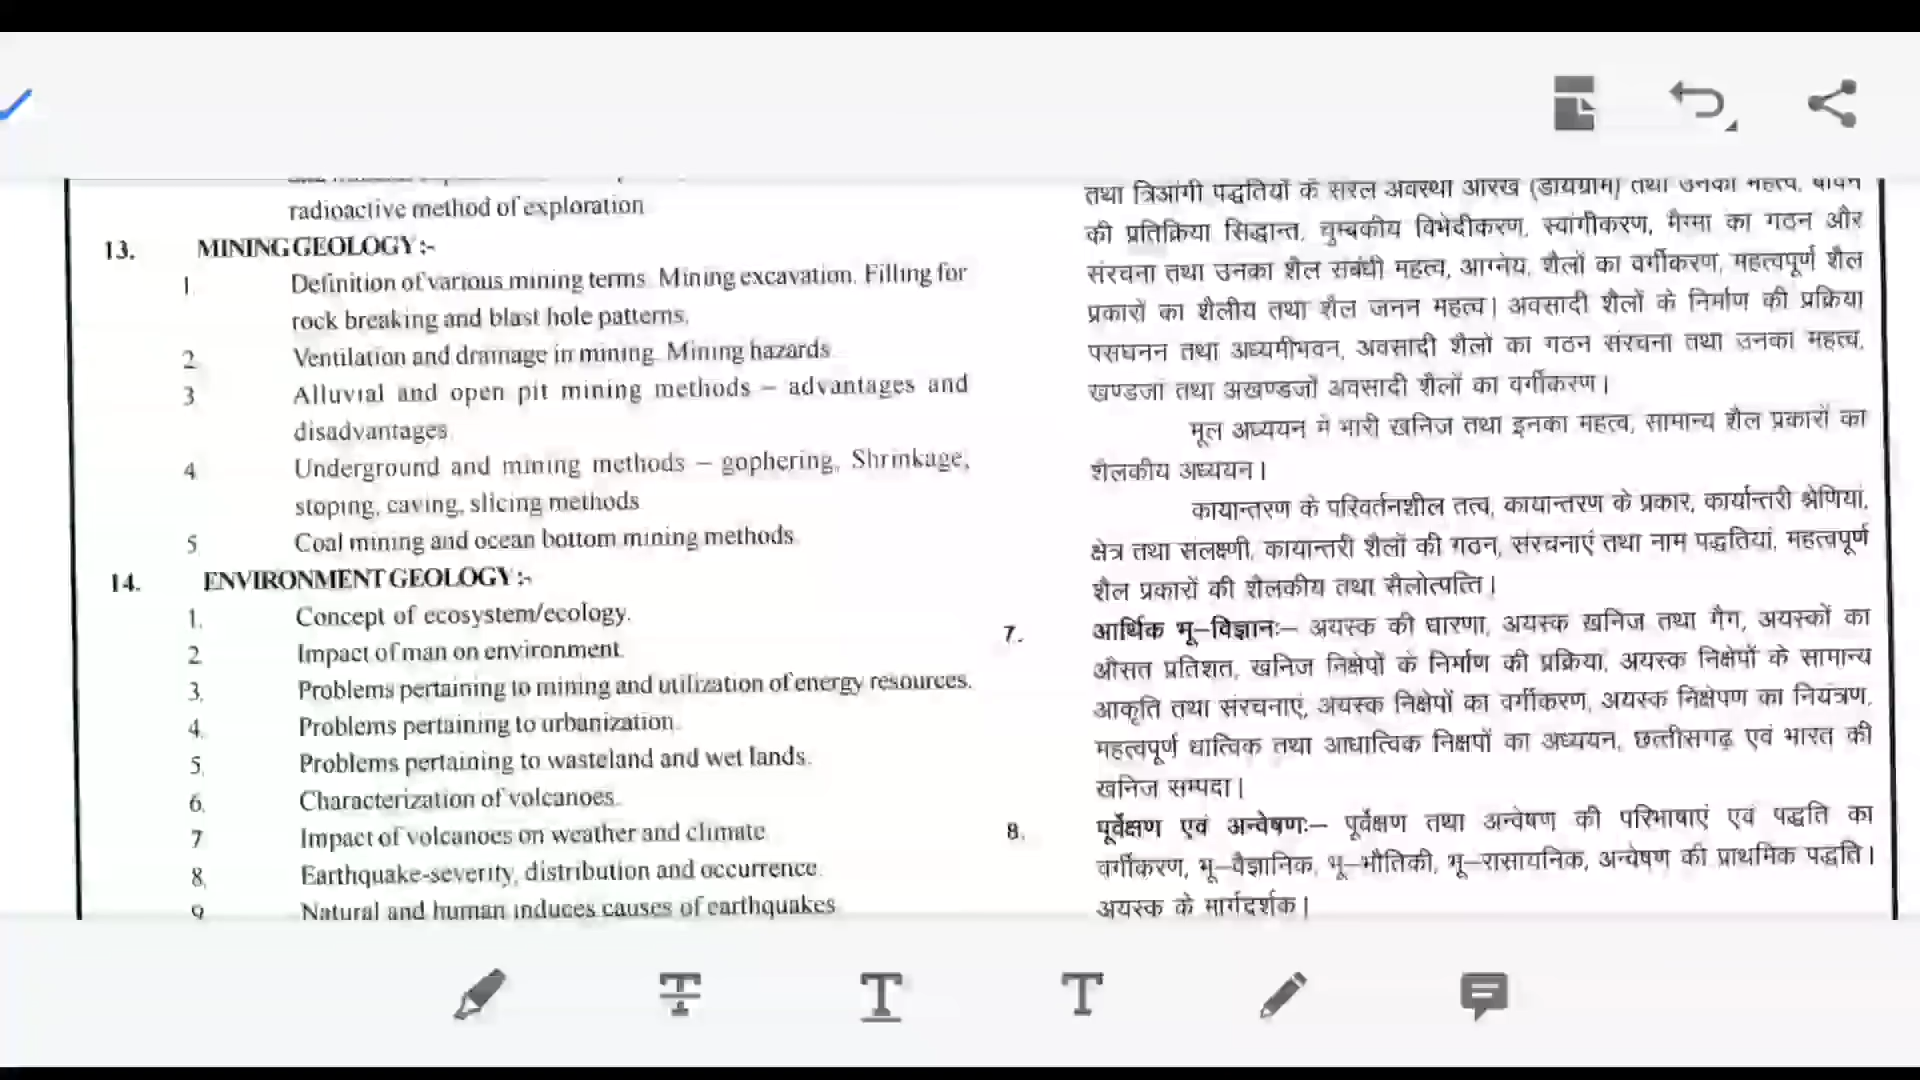 radioactive method of exploration
13. MINING GEOLOGY :-
1. Definition of various mining terms. Mining excavation. Filling for
rock breaking and blast hole patterns.
2. Ventilation and drainage in mining. Mining hazards.
3. Alluvial and open pit mining methods – advantages and
disadvantages.
4. Underground and mining methods – gophering, Shrinkage,
stoping, caving, slicing methods
5. Coal mining and ocean bottom mining methods.
14. ENVIRONMENT GEOLOGY :-
1. Concept of ecosystem/ecology.
2. Impact of man on environment.
3. Problems pertaining to mining and utilization of energy resources.
4. Problems pertaining to urbanization.
5. Problems pertaining to wasteland and wet lands.
6. Characterization of volcanoes.
7 Impact of volcanoes on weather and climate.
8. Earthquake-severity, distribution and occurrence.
9 Natural and human induces causes of earthquakes
तथा त्रिआंगी पद्धतियों के सरल अवस्था आरेख (डायग्राम) तथा उनका महत्व,
की प्रतिक्रिया सिद्धान्त, चुम्बकीय विभेदीकरण, स्वांगीकरण, मैग्मा का गठन और
संरचना तथा उनका शैल संबंधी महत्व, आग्नेय, शैलों का वर्गीकरण, महत्वपूर्ण शैल
प्रकारों का शैलीय तथा शैल जनन महत्व। अवसादी शैलों के निर्माण की प्रक्रिया
पसघनन तथा अध्यमीभवन, अवसादी शैलों का गठन संरचना तथा उनका महत्व,
खण्डजों तथा अखण्डजों अवसादी शैलों का वर्गीकरण।
मूल अध्ययन में भारी खनिज तथा इनका महत्व, सामान्य शैल प्रकारों का
शैलकीय अध्ययन।
कायान्तरण के परिवर्तनशील तत्व, कायान्तरण के प्रकार, कार्यान्तरी श्रेणियां,
क्षेत्र तथा संलक्ष्णी, कायान्तरी शैलों की गठन, संरचनाएं तथा नाम पद्धतियां, महत्वपूर्ण
शैल प्रकारों की शैलकीय तथा सैलोत्पत्ति।
7. आर्थिक भू–विज्ञानः– अयस्क की धारणा, अयस्क खनिज तथा गैग, अयस्कों का
औसत प्रतिशत, खनिज निक्षेपों के निर्माण की प्रक्रिया, अयस्क निक्षेपों के सामान्य
आकृति तथा संरचनाएं, अयस्क निक्षेपों का वर्गीकरण, अयस्क निक्षेपण का नियंत्रण,
महत्वपूर्ण धात्विक तथा आधात्विक निक्षपों का अध्ययन, छत्तीसगढ़ एवं भारत की
खनिज सम्पदा।
8. पूर्वेक्षण एवं अन्वेषणः– पूर्वेक्षण तथा अन्वेषण की परिभाषाएं एवं पद्धति का
वर्गीकरण, भू–वैज्ञानिक, भू–भौतिकी, भू–रासायनिक, अन्वेषण की प्राथमिक पद्धति।
अयस्क के मार्गदर्शक।